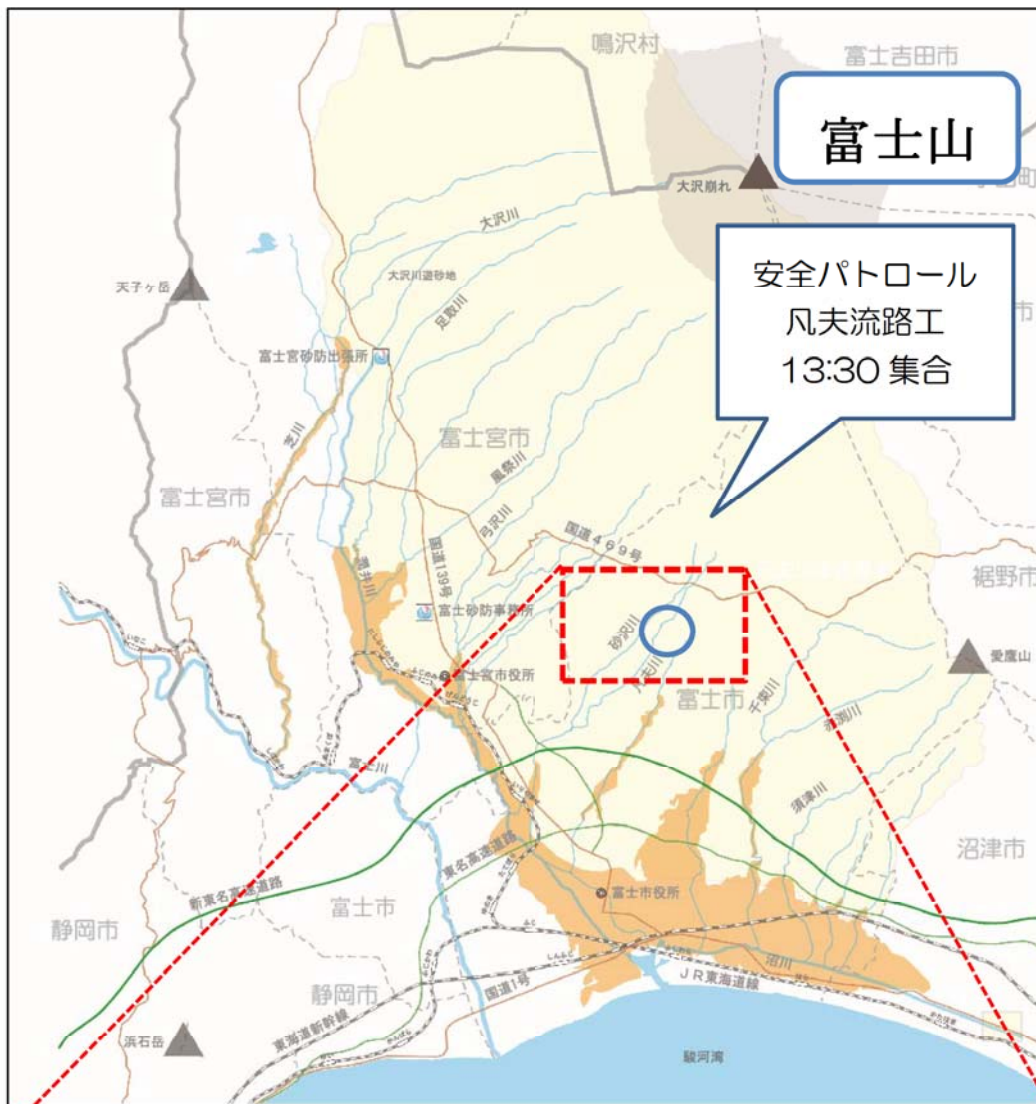 鳴沢村
富士吉田市
富士山
大沢崩れ
大沢川
大沢川遊砂地
足取川
天子ヶ岳
富士宮砂防出張所
安全パトロール
凡夫流路工
13:30 集合
芝川
富士宮市
富士宮市
風祭川
弓沢川
国道469号
国道139号
潤井川
富士砂防事務所
裾野市
砂沢川
凡夫川
愛鷹山
富士宮市役所
富士市
千束川
赤渕川
富士川
須津川
沼津市
東名高速道路
新東名高速道路
富士市
富士市役所
静岡市
静岡市
沼川
JR東海道線
国道1号
東海道新幹線
浜石岳
駿河湾